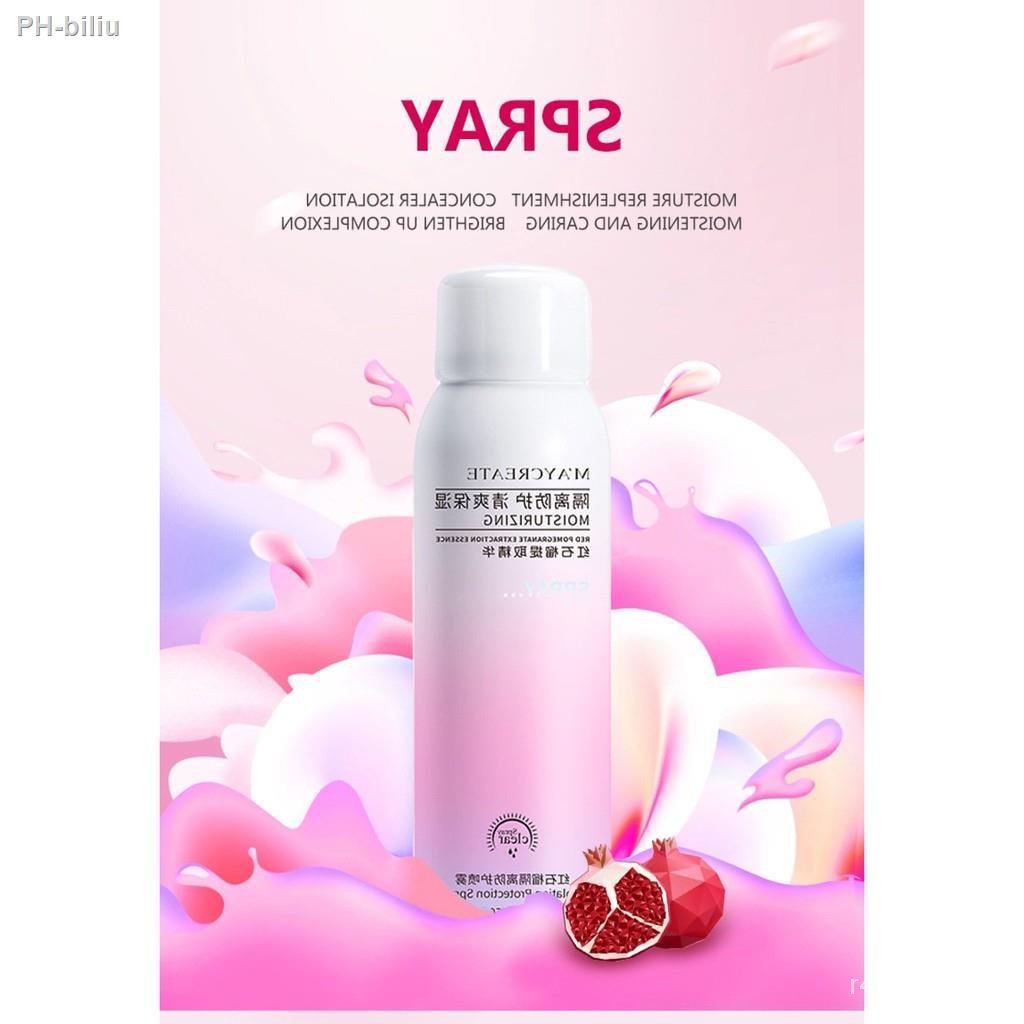 PH-biliu
SPRAY
MOISTURE REPLENISHMENT CONCEALER ISOLATION
MOISTENING AND CARING BRIGHTEN UP COMPLEXION
M'AYCREATE
隔离防护 清爽保湿
MOISTURIZING
RED POMEGRANATE EXTRACTION ESSENCE
红石榴提取精华
SPRAY...
Spray
clear
红石榴隔离防护喷雾
Protection